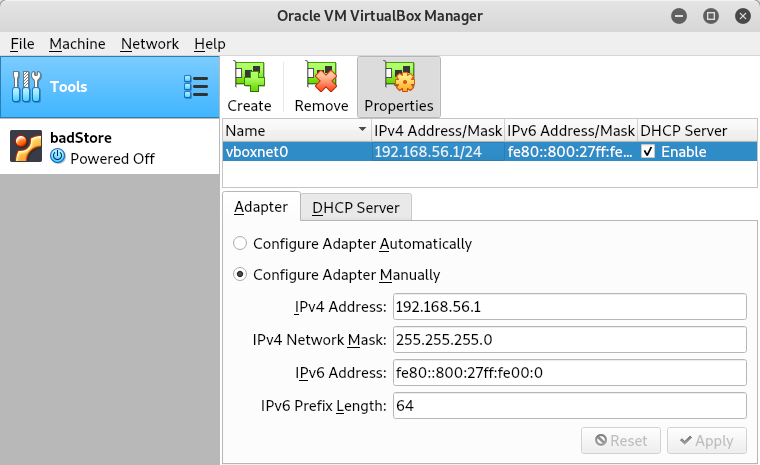 Oracle VM VirtualBox Manager
File Machine Network Help
Tools
badStore
Powered Off
Create Remove Properties
Name IPv4 Address/Mask IPv6 Address/Mask DHCP Server
vboxnet0 192.168.56.1/24 fe80::800:27ff:fe... Enable
Adapter DHCP Server
Configure Adapter Automatically
Configure Adapter Manually
IPv4 Address: 192.168.56.1
IPv4 Network Mask: 255.255.255.0
IPv6 Address: fe80::800:27ff:fe00:0
IPv6 Prefix Length: 64
Reset Apply